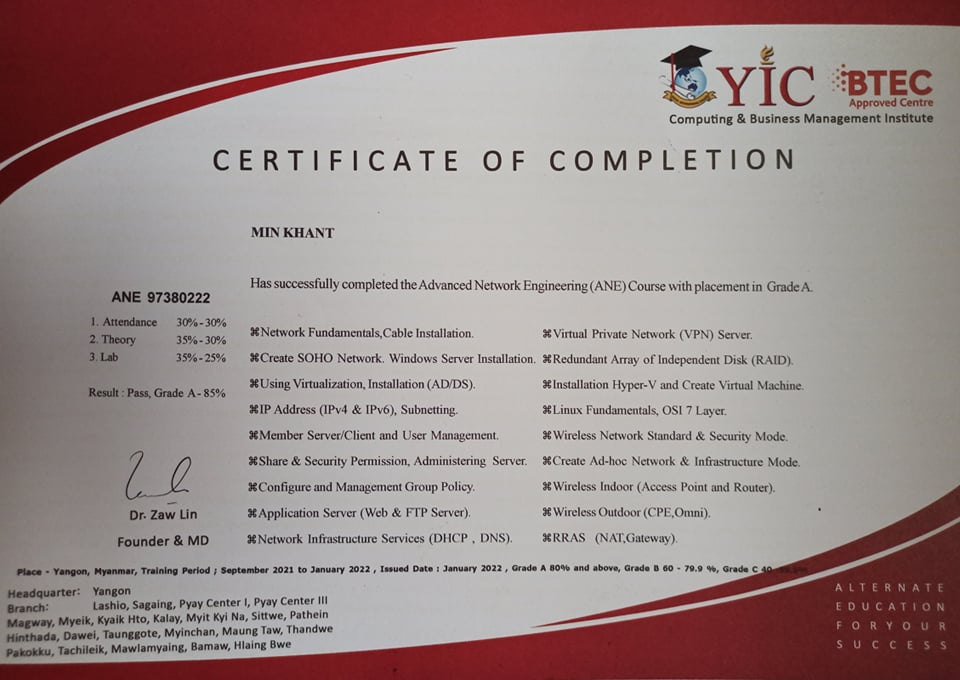 YIC
BTEC
Approved Centre
Computing & Business Management Institute
CERTIFICATE OF COMPLETION
MIN KHANT
Has successfully completed the Advanced Network Engineering (ANE) Course with placement in Grade A.
ANE 97380222
1. Attendance 30%-30%
2. Theory 35%-30%
3. Lab 35%-25%
Result : Pass, Grade A - 85%
⌘Network Fundamentals,Cable Installation.
⌘Create SOHO Network. Windows Server Installation.
⌘Using Virtualization, Installation (AD/DS).
⌘IP Address (IPv4 & IPv6), Subnetting.
⌘Member Server/Client and User Management.
⌘Share & Security Permission, Administering Server.
⌘Configure and Management Group Policy.
⌘Application Server (Web & FTP Server).
⌘Network Infrastructure Services (DHCP , DNS).
⌘Virtual Private Network (VPN) Server.
⌘Redundant Array of Independent Disk (RAID).
⌘Installation Hyper-V and Create Virtual Machine.
⌘Linux Fundamentals, OSI 7 Layer.
⌘Wireless Network Standard & Security Mode.
⌘Create Ad-hoc Network & Infrastructure Mode.
⌘Wireless Indoor (Access Point and Router).
⌘Wireless Outdoor (CPE,Omni).
⌘RRAS (NAT,Gateway).
Dr. Zaw Lin
Founder & MD
Place - Yangon, Myanmar, Training Period ; September 2021 to January 2022 , Issued Date : January 2022 , Grade A 80% and above, Grade B 60 - 79.9 %, Grade C 40
Headquarter: Yangon
Branch: Lashio, Sagaing, Pyay Center I, Pyay Center III
Magway, Myeik, Kyaik Hto, Kalay, Myit Kyi Na, Sittwe, Pathein
Hinthada, Dawei, Taunggote, Myinchan, Maung Taw, Thandwe
Pakokku, Tachileik, Mawlamyaing, Bamaw, Hlaing Bwe
ALTERNATE
EDUCATION
FORYOUR
SUCCESS